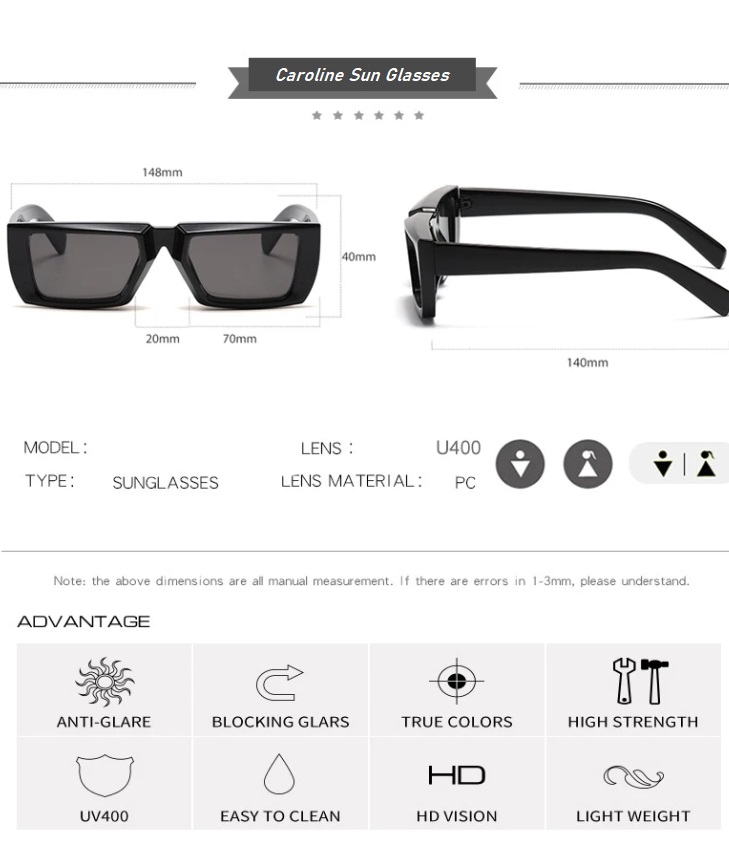 Caroline Sun Glasses
148mm
40mm
20mm
70mm
140mm
MODEL:
LENS :
U400
TYPE:
SUNGLASSES
LENS MATERIAL:
PC
Note: the above dimensions are all manual measurement. If there are errors in 1-3mm, please understand.
ADVANTAGE
ANTI-GLARE
BLOCKING GLARS
TRUE COLORS
HIGH STRENGTH
HD
UV400
EASY TO CLEAN
HD VISION
LIGHT WEIGHT